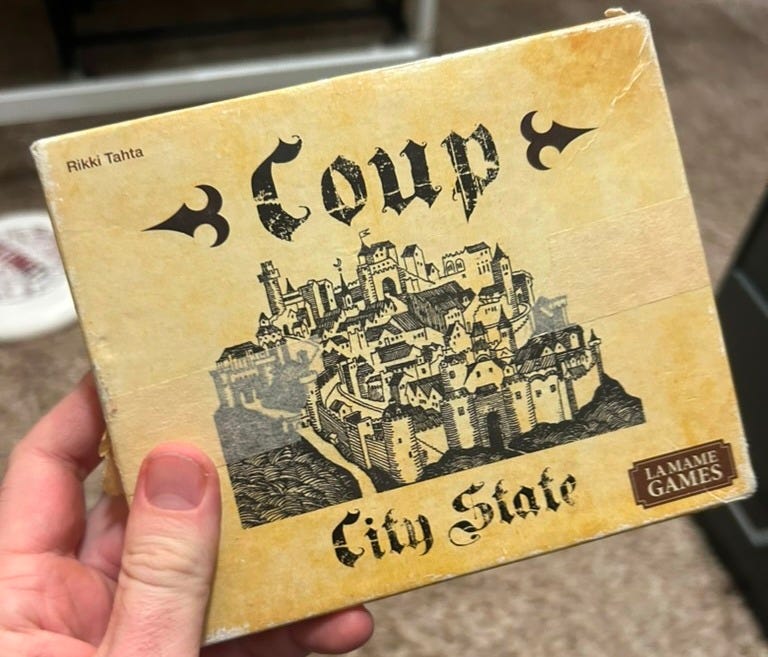 Rikki Tahta
Coup
City State
LA MAME
GAMES